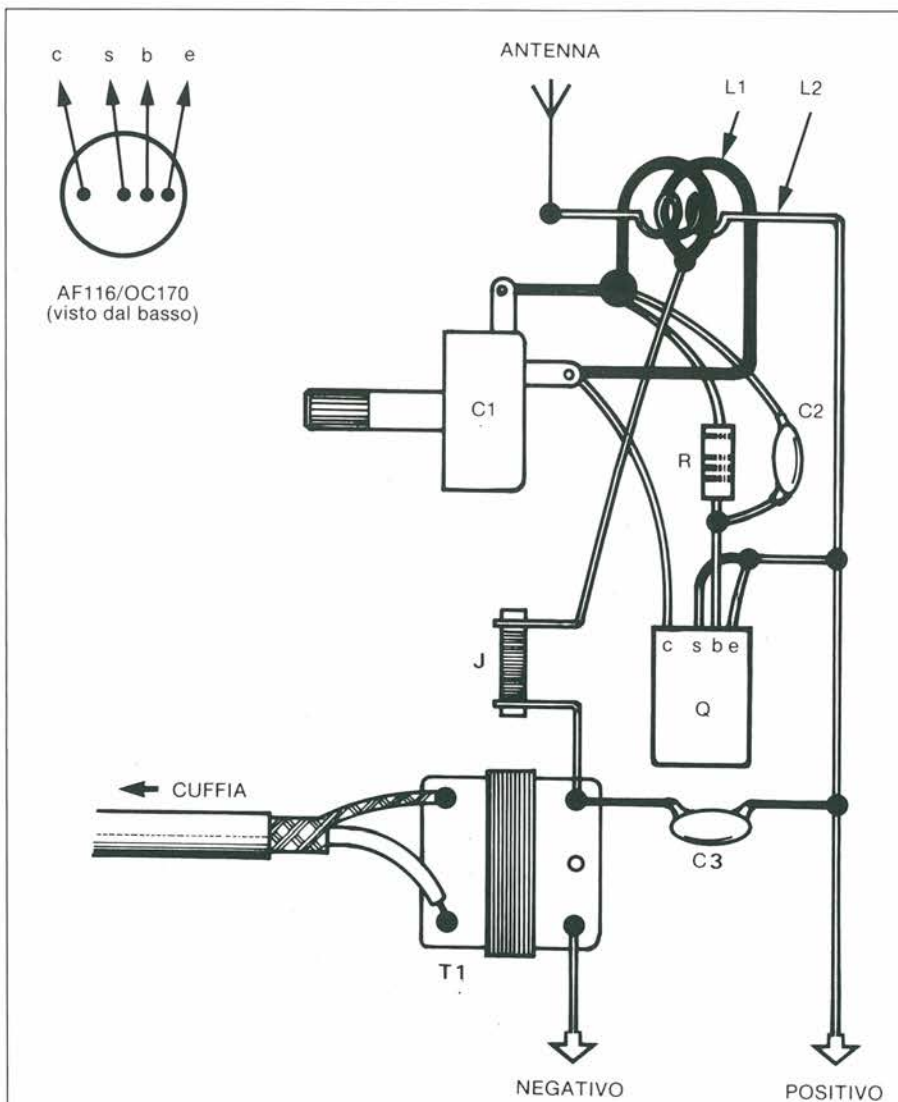 c s b e
AF116/OC170
(visto dal basso)
ANTENNA
L1
L2
C1
R
C2
c s b e
Q
J
CUFFIA
C3
T1
NEGATIVO
POSITIVO